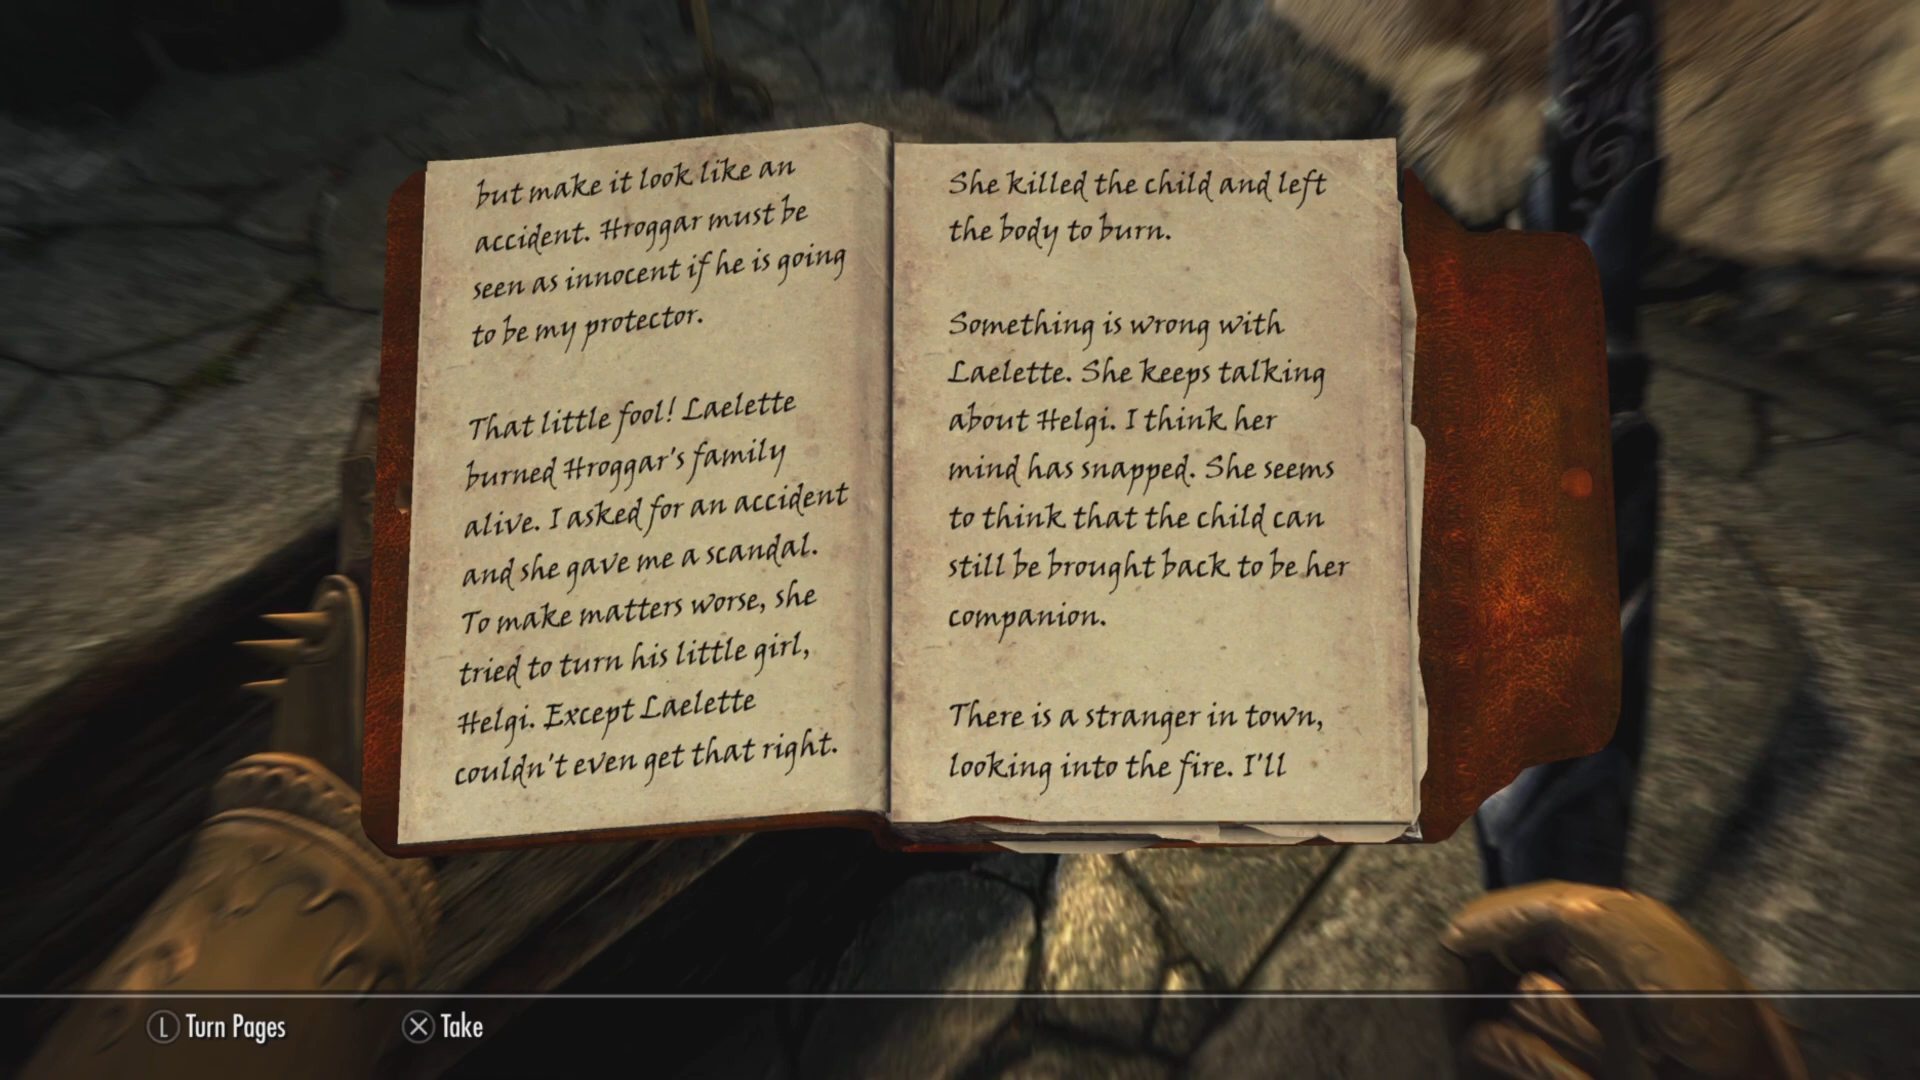 but make it look like an
accident. Hroggar must be
seen as innocent if he is going
to be my protector.
That little fool! Laelette
burned Hroggar's family
alive. I asked for an accident
and she gave me a scandal.
To make matters worse, she
tried to turn his little girl,
Helgi. Except Laelette
couldn't even get that right.
She killed the child and left
the body to burn.
Something is wrong with
Laelette. She keeps talking
about Helgi. I think her
mind has snapped. She seems
to think that the child can
still be brought back to be her
companion.
There is a stranger in town,
looking into the fire. I'll
L Turn Pages
X Take